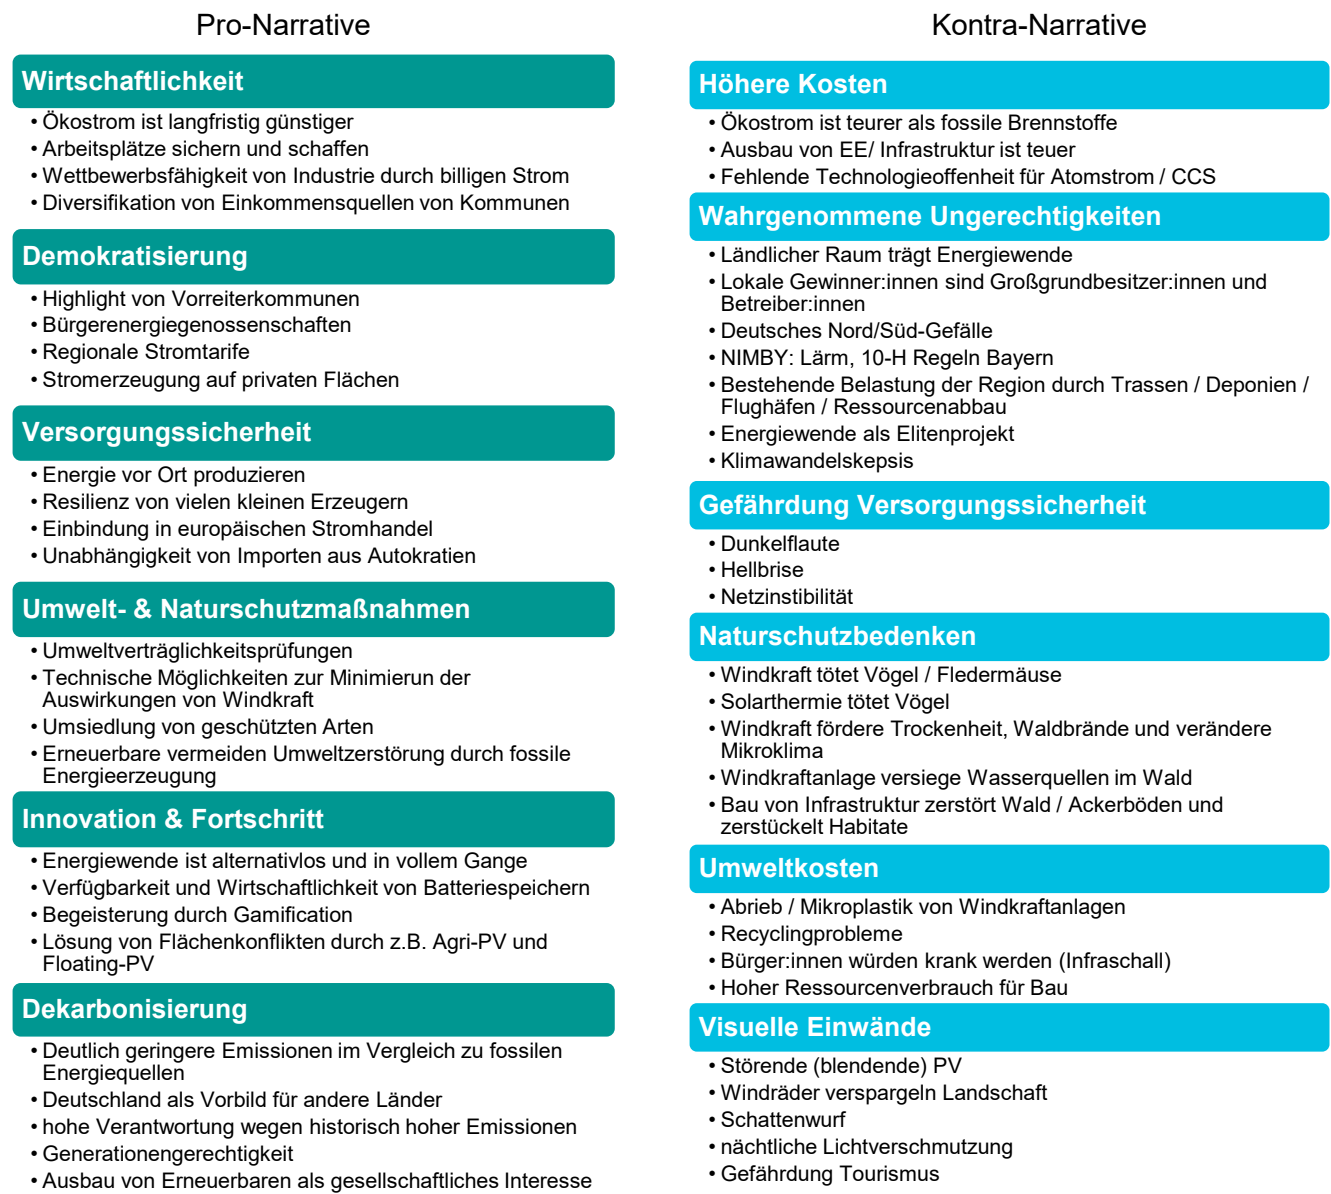 Pro-Narrative
Wirtschaftlichkeit
• Ökostrom ist langfristig günstiger
• Arbeitsplätze sichern und schaffen
• Wettbewerbsfähigkeit von Industrie durch billigen Strom
• Diversifikation von Einkommensquellen von Kommunen
Demokratisierung
• Highlight von Vorreiterkommunen
• Bürgerenergiegenossenschaften
• Regionale Stromtarife
• Stromerzeugung auf privaten Flächen
Versorgungssicherheit
• Energie vor Ort produzieren
• Resilienz von vielen kleinen Erzeugern
• Einbindung in europäischen Stromhandel
• Unabhängigkeit von Importen aus Autokratien
Umwelt- & Naturschutzmaßnahmen
• Umweltverträglichkeitsprüfungen
• Technische Möglichkeiten zur Minimierun der
Auswirkungen von Windkraft
• Umsiedlung von geschützten Arten
• Erneuerbare vermeiden Umweltzerstörung durch fossile
Energieerzeugung
Innovation & Fortschritt
• Energiewende ist alternativlos und in vollem Gange
• Verfügbarkeit und Wirtschaftlichkeit von Batteriespeichern
• Begeisterung durch Gamification
• Lösung von Flächenkonflikten durch z.B. Agri-PV und
Floating-PV
Dekarbonisierung
• Deutlich geringere Emissionen im Vergleich zu fossilen
Energiequellen
• Deutschland als Vorbild für andere Länder
• hohe Verantwortung wegen historisch hoher Emissionen
• Generationengerechtigkeit
• Ausbau von Erneuerbaren als gesellschaftliches Interesse
Kontra-Narrative
Höhere Kosten
• Ökostrom ist teurer als fossile Brennstoffe
• Ausbau von EE/ Infrastruktur ist teuer
• Fehlende Technologieoffenheit für Atomstrom / CCS
Wahrgenommene Ungerechtigkeiten
• Ländlicher Raum trägt Energiewende
• Lokale Gewinner:innen sind Großgrundbesitzer:innen und
Betreiber:innen
• Deutsches Nord/Süd-Gefälle
• NIMBY: Lärm, 10-H Regeln Bayern
• Bestehende Belastung der Region durch Trassen / Deponien /
Flughäfen / Ressourcenabbau
• Energiewende als Elitenprojekt
• Klimawandelskepsis
Gefährdung Versorgungssicherheit
• Dunkelflaute
• Hellbrise
• Netzinstibilität
Naturschutzbedenken
• Windkraft tötet Vögel / Fledermäuse
• Solarthermie tötet Vögel
• Windkraft fördere Trockenheit, Waldbrände und verändere
Mikroklima
• Windkraftanlage versiege Wasserquellen im Wald
• Bau von Infrastruktur zerstört Wald / Ackerböden und
zerstückelt Habitate
Umweltkosten
• Abrieb / Mikroplastik von Windkraftanlagen
• Recyclingprobleme
• Bürger:innen würden krank werden (Infraschall)
• Hoher Ressourcenverbrauch für Bau
Visuelle Einwände
• Störende (blendende) PV
• Windräder verspargeln Landschaft
• Schattenwurf
• nächtliche Lichtverschmutzung
• Gefährdung Tourismus